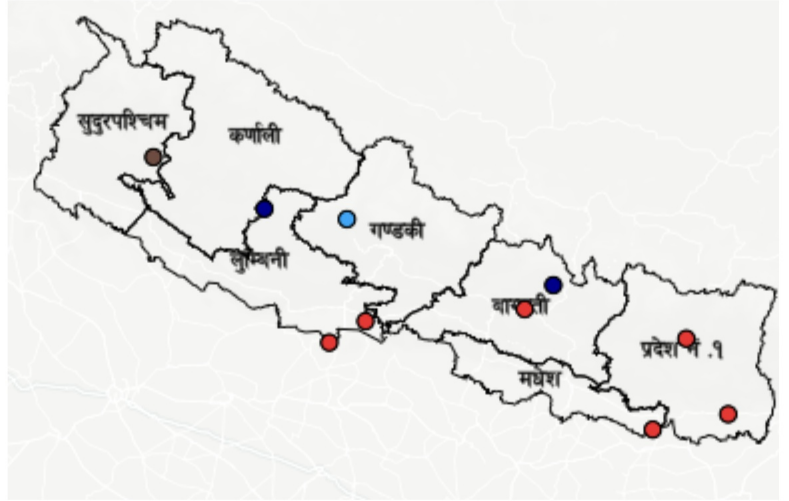 सुदुरपश्चिम
कर्णाली
गण्डकी
लुम्बिनी
बागमती
प्रदेश नं .१
मधेश